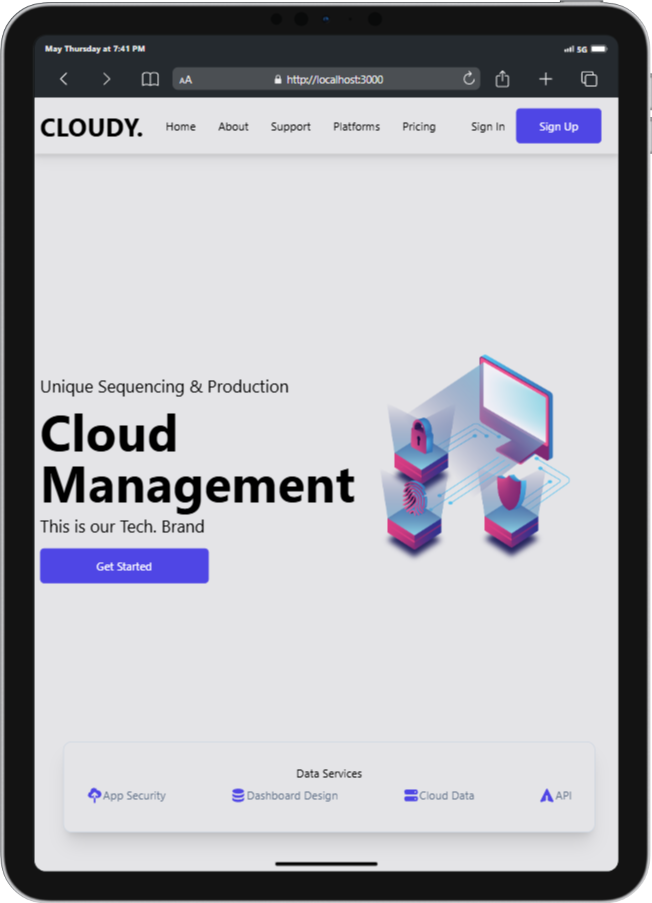 May Thursday at 7:41 PM
5G
AA
http://localhost:3000
CLOUDY. Home About Support Platforms Pricing Sign In Sign Up
Unique Sequencing & Production
Cloud
Management
This is our Tech. Brand
Get Started
Data Services
App Security Dashboard Design Cloud Data API